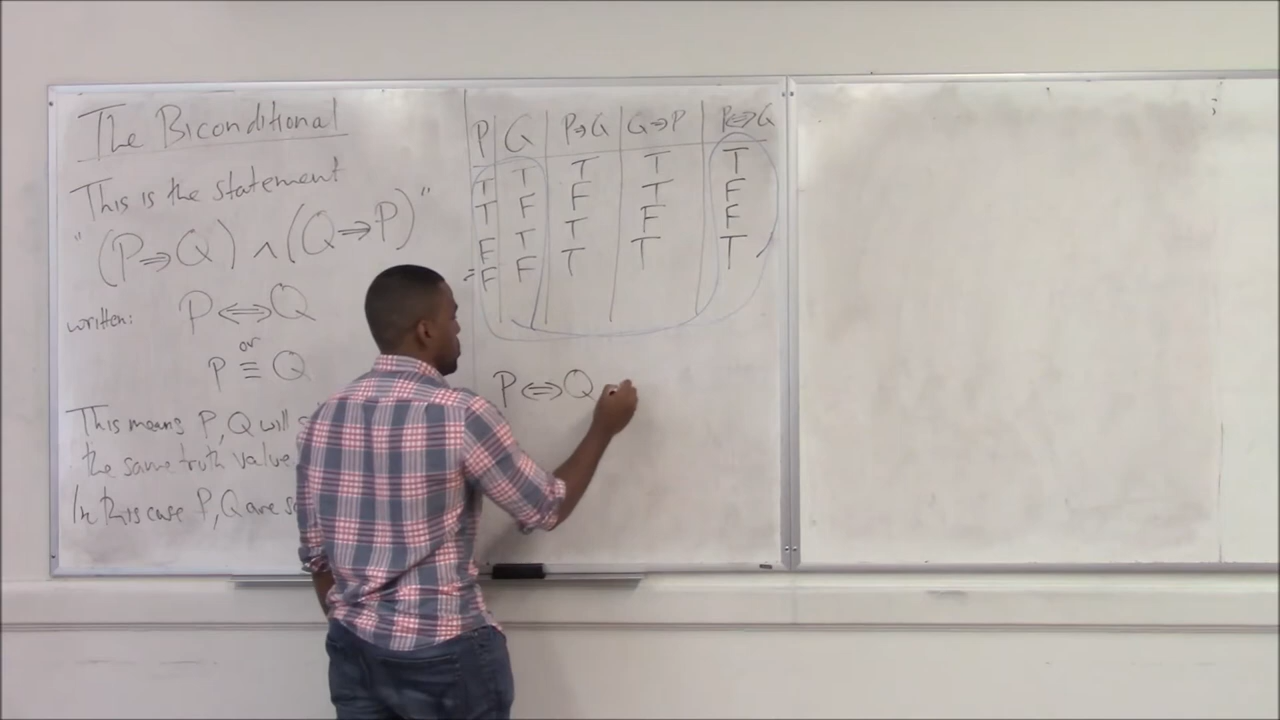 The Biconditional
This is the statement
"(P⇒Q) ∧ (Q⇒P)"
written: P⇔Q
or
P≡Q
This means P, Q will
the same truth value
In this case P, Q are
P Q P⇒Q Q⇒P P⇔Q
T T T T T
T F F T F
F T T F F
F F T T T
P⇔Q